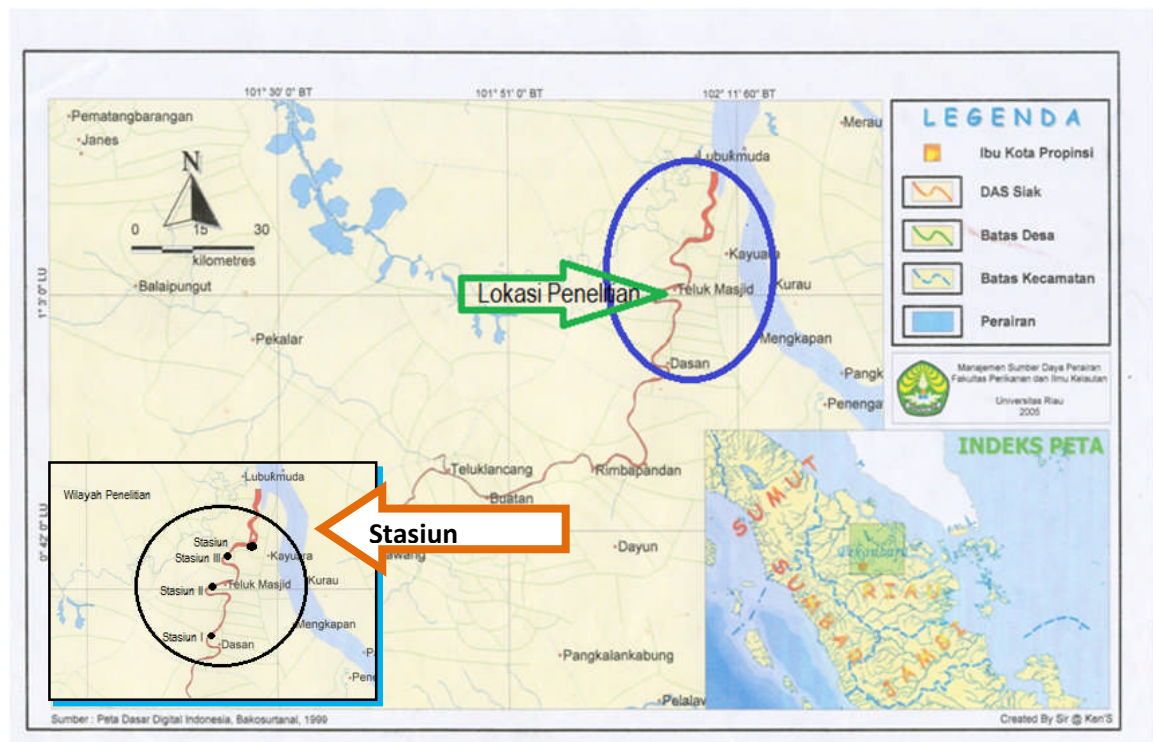 101° 30' 0" BT
101° 51' 0" BT
102° 11' 60" BT
Pematangbarangan
Janes
N
0 15 30
kilometres
Balaipungut
Pekalar
1° 3' 0" LU
0° 42' 0" LU
Merau
Lubukmuda
Kayuara
Lokasi Penelitian
Teluk Masjid
Kurau
Mengkapan
Dasan
Pangk
Penenga
Teluklancang
Rimbapandan
Buatan
awang
Dayun
Pangkalankabung
Pelalav
LEGENDA
Ibu Kota Propinsi
DAS Siak
Batas Desa
Batas Kecamatan
Perairan
Manajemen Sumber Daya Perairan
Fakultas Perikanan dan Ilmu Kelautan
Universitas Riau
2005
INDEKS PETA
SUMUT
SUMBAR
RIAU
JAMBI
Pekanbaru
Wilayah Penelitian
Lubukmuda
Stasiun
Stasiun III
Kayuara
Stasiun II
Teluk Masjid
Kurau
Stasiun I
Dasan
Mengkapan
P
Pene
Stasiun
Sumber : Peta Dasar Digital Indonesia, Bakosurtanal, 1999
Created By Sir @ Ken'S